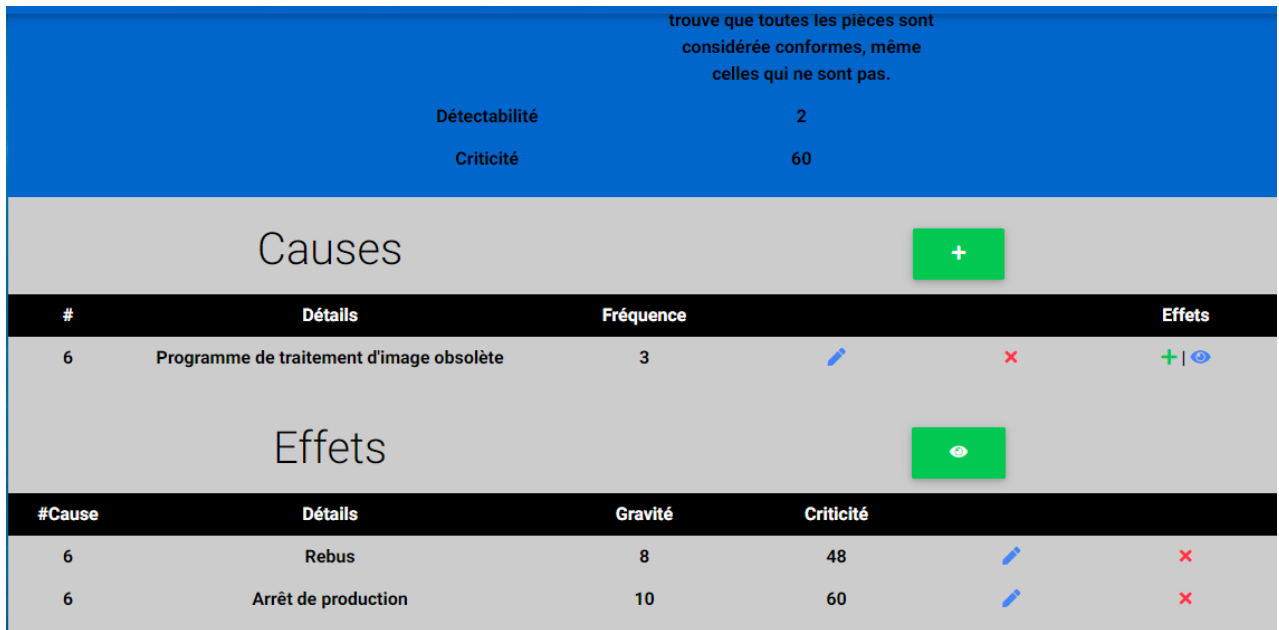 trouve que toutes les pièces sont
considérée conformes, même
celles qui ne sont pas.
Détectabilité 2
Criticité 60
Causes
# Détails Fréquence Effets
6 Programme de traitement d'image obsolète 3
Effets
#Cause Détails Gravité Criticité
6 Rebus 8 48
6 Arrêt de production 10 60